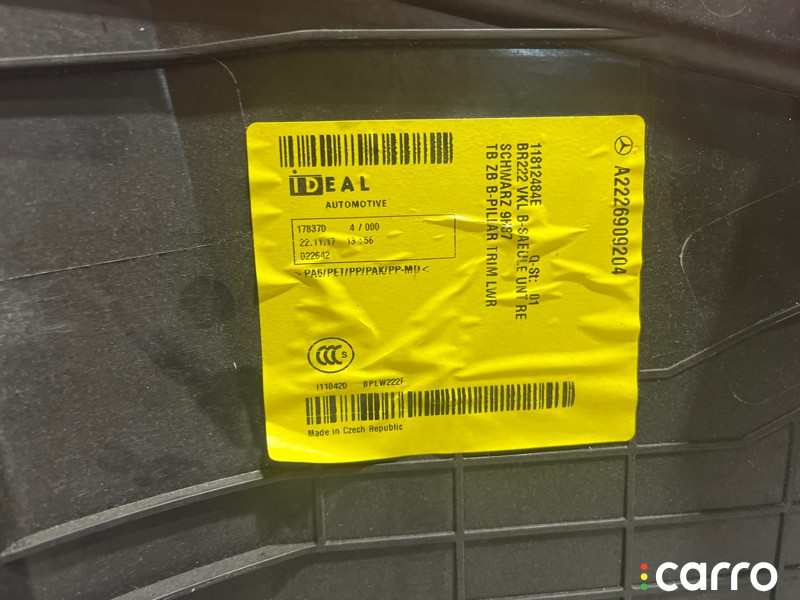 iDEAL
AUTOMOTIVE
178370 4 / 000
22.11.17 13:56
022642
> PA6/PET/PP/PAK/PP-MD <
CCC S
I110420 BPLW222F
Made in Czech Republic
A2226909204
11812484E Q-St: 01
BR222 VKL B-SAEULE UNT RE
SCHWARZ
TB ZB B-PILLAR TRIM LWR
carro